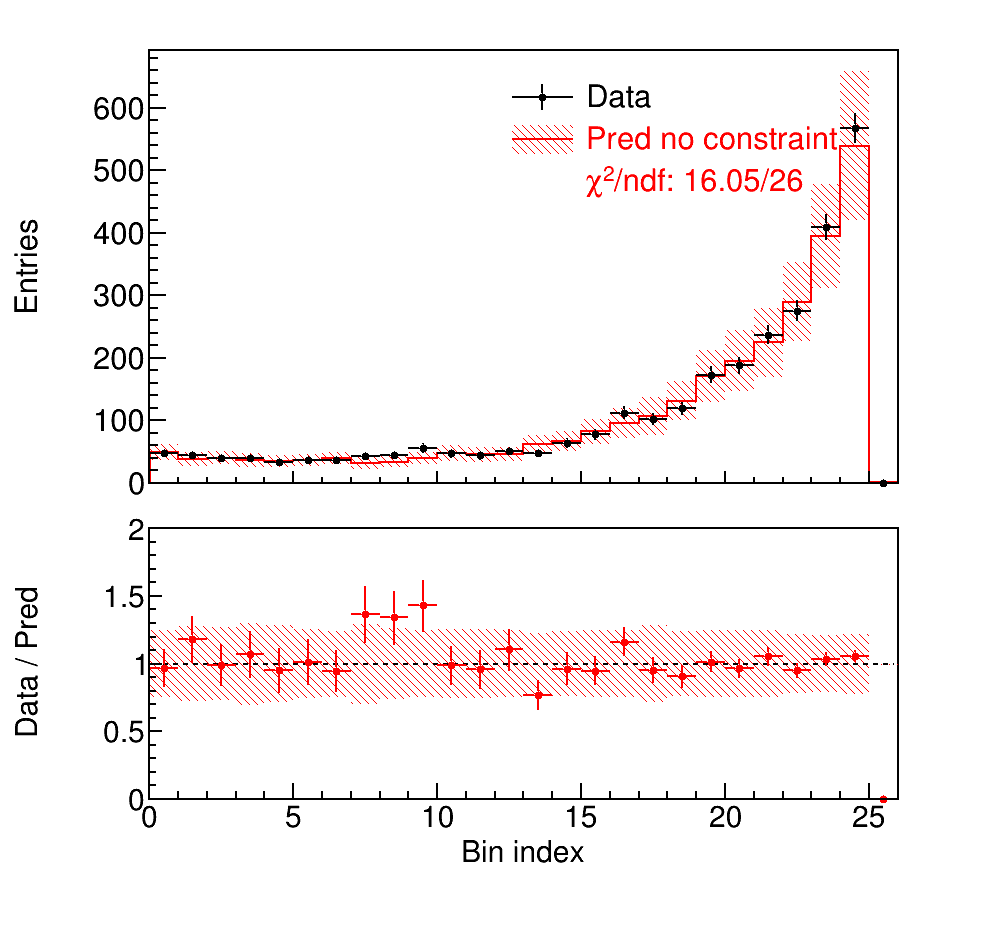 Entries
600
500
400
300
200
100
0
Data
Pred no constraint
χ²/ndf: 16.05/26
Data / Pred
2
1.5
1
0.5
0
0 5 10 15 20 25
Bin index